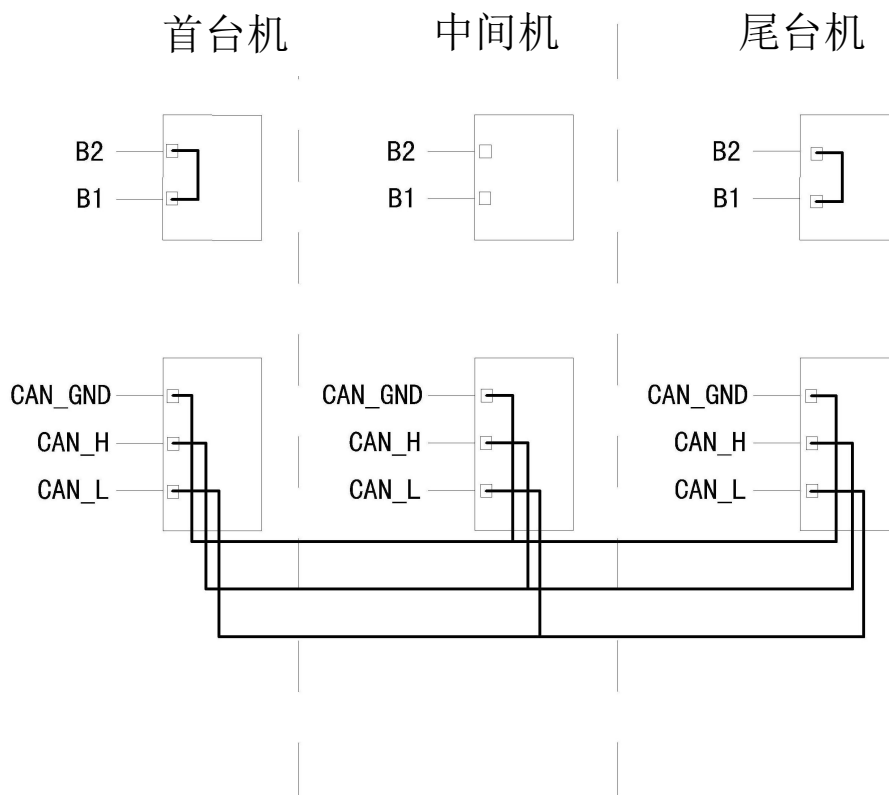 首台机 中间机 尾台机
B2 B2 B2
B1 B1 B1
CAN_GND CAN_GND CAN_GND
CAN_H CAN_H CAN_H
CAN_L CAN_L CAN_L